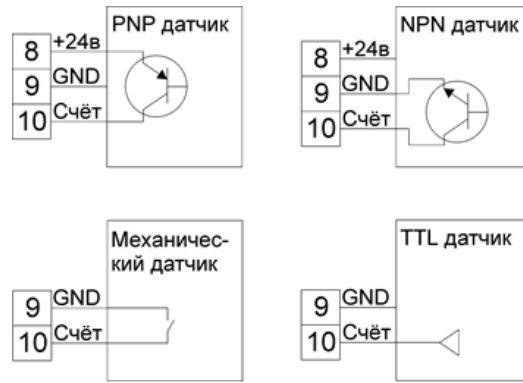 PNP датчик
8 +24в
9 GND
10 Счёт
NPN датчик
8 +24в
9 GND
10 Счёт
Механичес-
кий датчик
9 GND
10 Счёт
TTL датчик
9 GND
10 Счёт